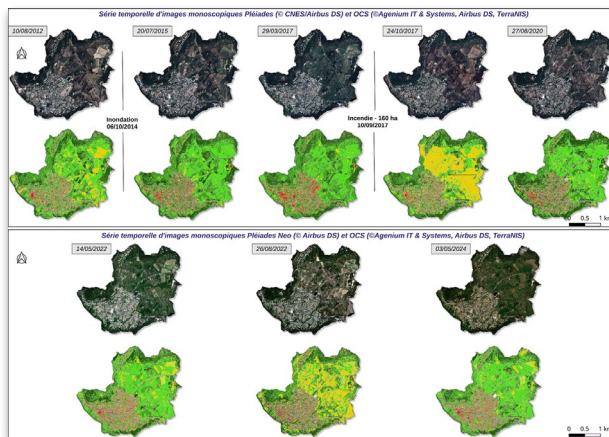 Série temporelle d'images monoscopiques Pléiades (© CNES/Airbus DS) et OCS (©Agenium IT & Systems, Airbus DS, TerraNIS)
10/08/2012
20/07/2015
29/03/2017
24/10/2017
27/08/2020
Inondation
06/10/2014
Incendie - 160 ha
10/09/2017
0 0.5 1 km
Série temporelle d'images monoscopiques Pléiades Neo (© Airbus DS) et OCS (©Agenium IT & Systems, Airbus DS, TerraNIS)
14/05/2022
26/08/2022
03/05/2024
0 0.5 1 km